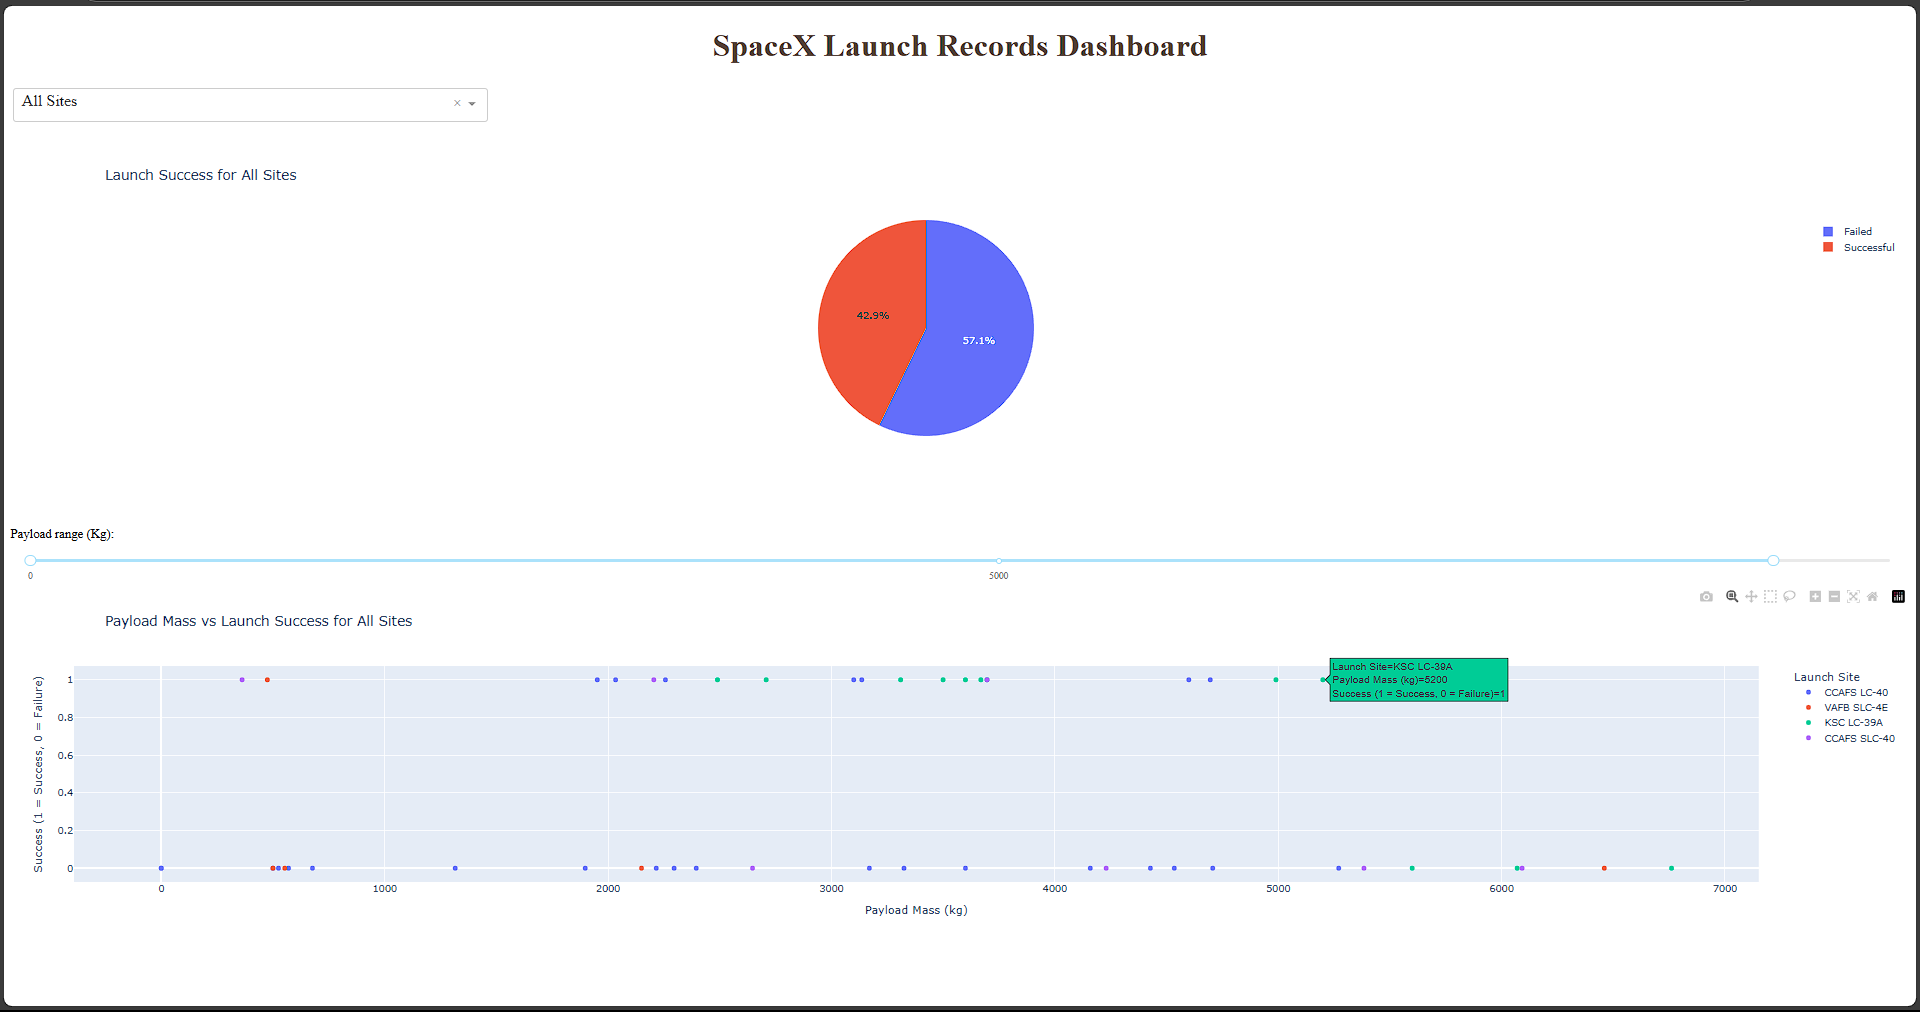 SpaceX Launch Records Dashboard
All Sites
Launch Success for All Sites
Failed
Successful
42.9%
57.1%
Payload range (Kg):
0
5000
Payload Mass vs Launch Success for All Sites
Success (1 = Success, 0 = Failure)
1
0.8
0.6
0.4
0.2
0
Launch Site=KSC LC-39A
Payload Mass (kg)=5200
Success (1 = Success, 0 = Failure)=1
Launch Site
CCAFS LC-40
VAFB SLC-4E
KSC LC-39A
CCAFS SLC-40
0
1000
2000
3000
4000
5000
6000
7000
Payload Mass (kg)